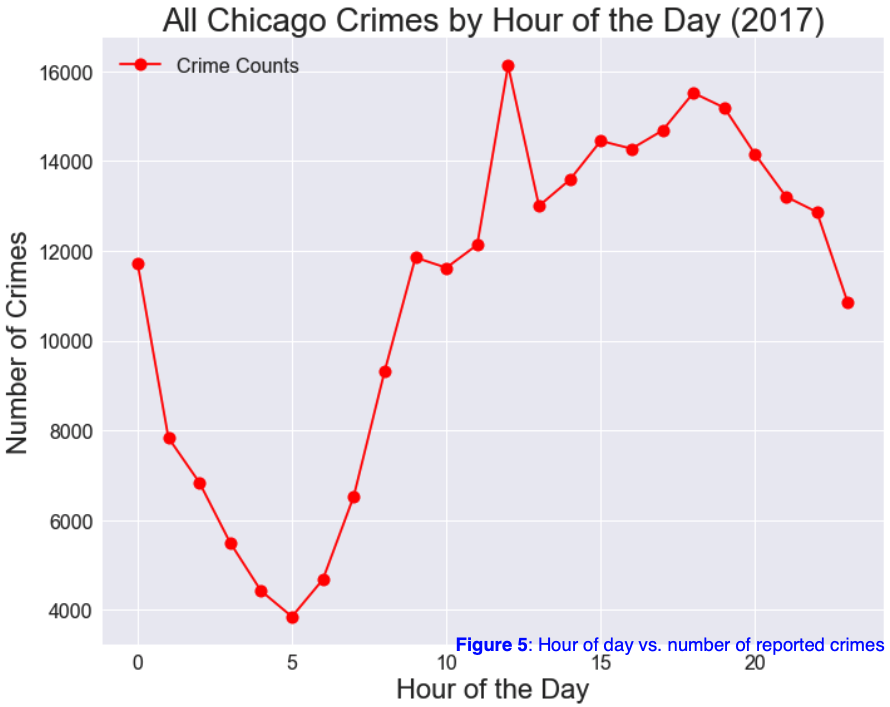 All Chicago Crimes by Hour of the Day (2017)
Crime Counts
16000
14000
12000
10000
8000
6000
4000
Number of Crimes
Figure 5: Hour of day vs. number of reported crimes
0 5 10 15 20
Hour of the Day